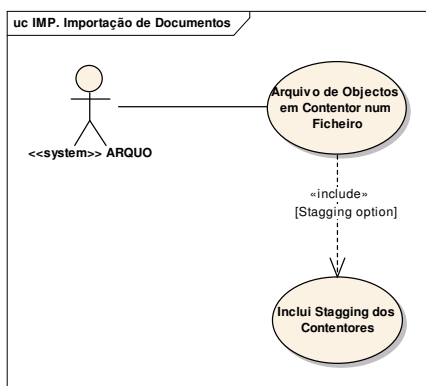 uc IMP. Importação de Documentos
Arquivo de Objectos
em Contentor num
Ficheiro
<<system>> ARQUO
«include»
[Stagging option]
Inclui Stagging dos
Contentores